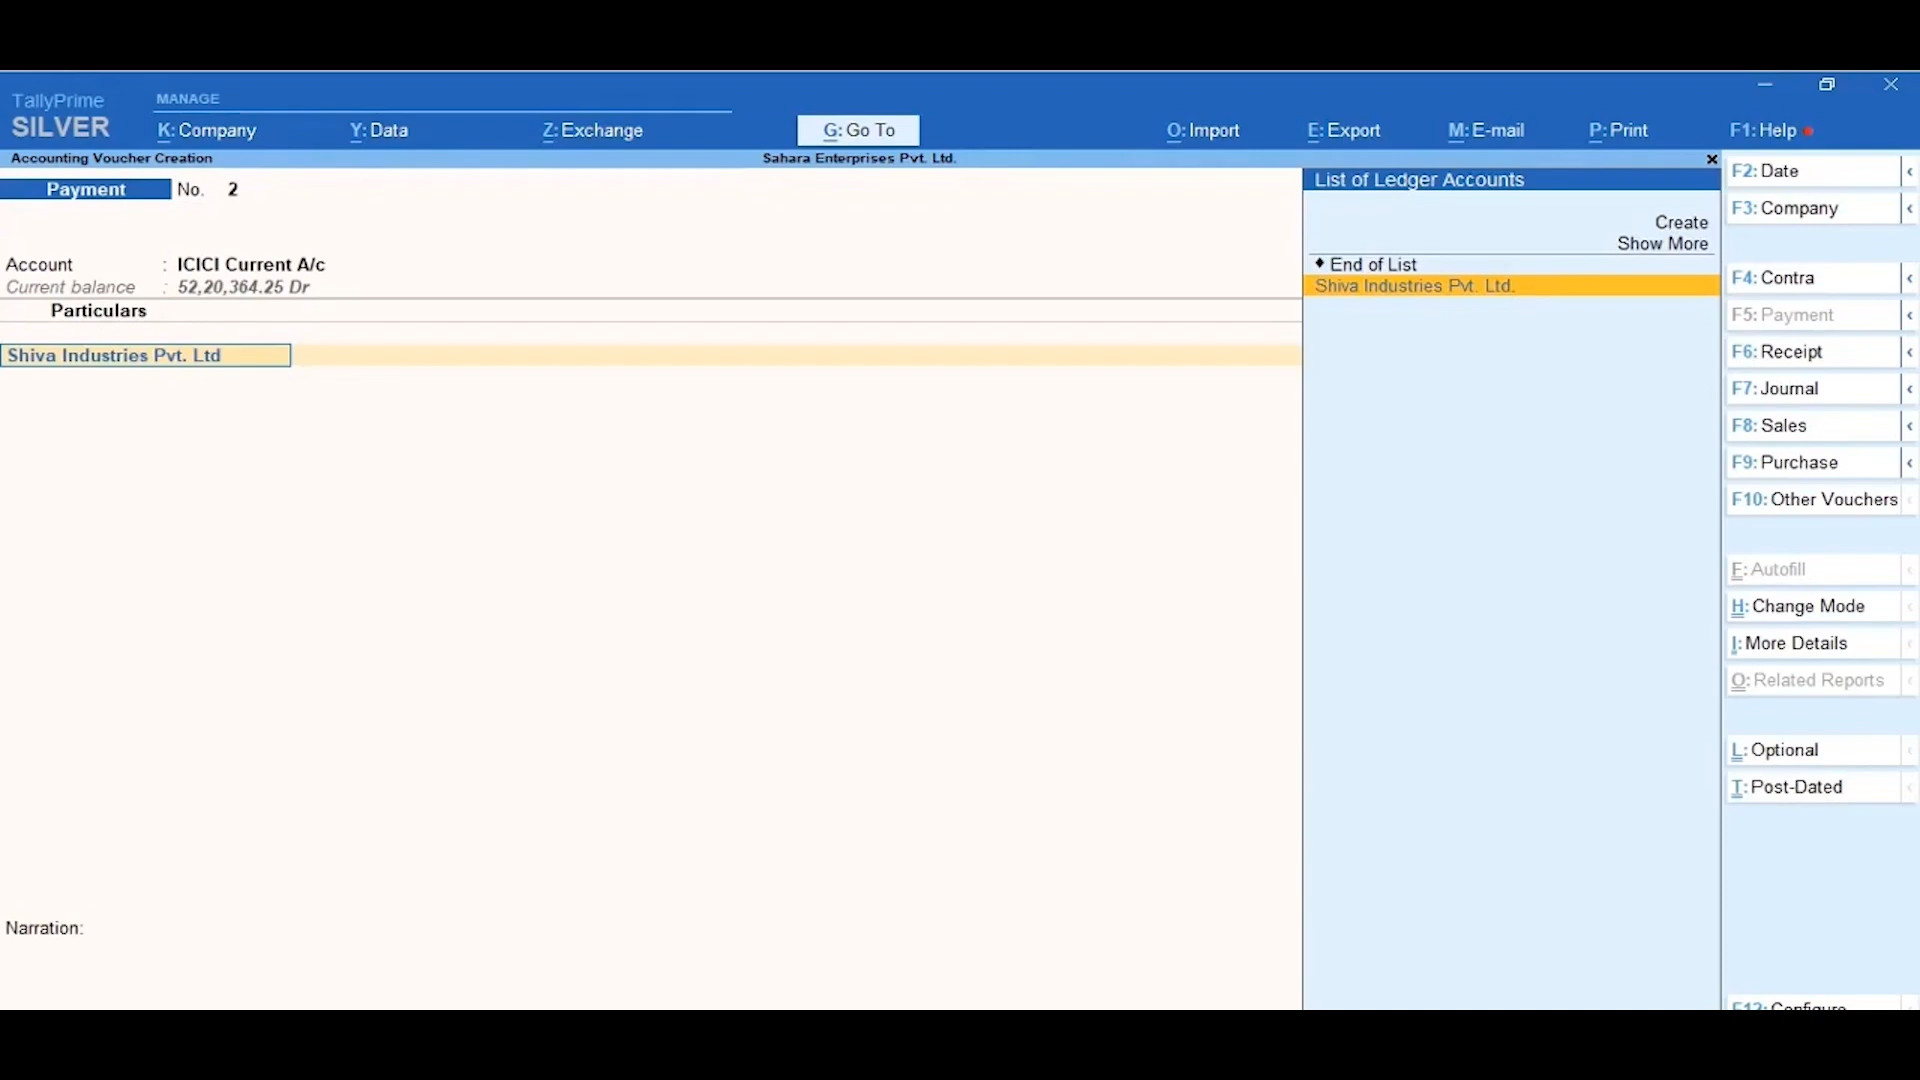 TallyPrime
SILVER
MANAGE
K: Company
Y: Data
Z: Exchange
G: Go To
O: Import
E: Export
M: E-mail
P: Print
F1: Help
Accounting Voucher Creation
Sahara Enterprises Pvt. Ltd.
Payment No. 2
Account : ICICI Current A/c
Current balance : 52,20,364.25 Dr
Particulars
Shiva Industries Pvt. Ltd
Narration:
List of Ledger Accounts
Create
Show More
♦ End of List
Shiva Industries Pvt. Ltd.
F2: Date
F3: Company
F4: Contra
F5: Payment
F6: Receipt
F7: Journal
F8: Sales
F9: Purchase
F10: Other Vouchers
F: Autofill
H: Change Mode
I: More Details
O: Related Reports
L: Optional
T: Post-Dated
F12: Configure